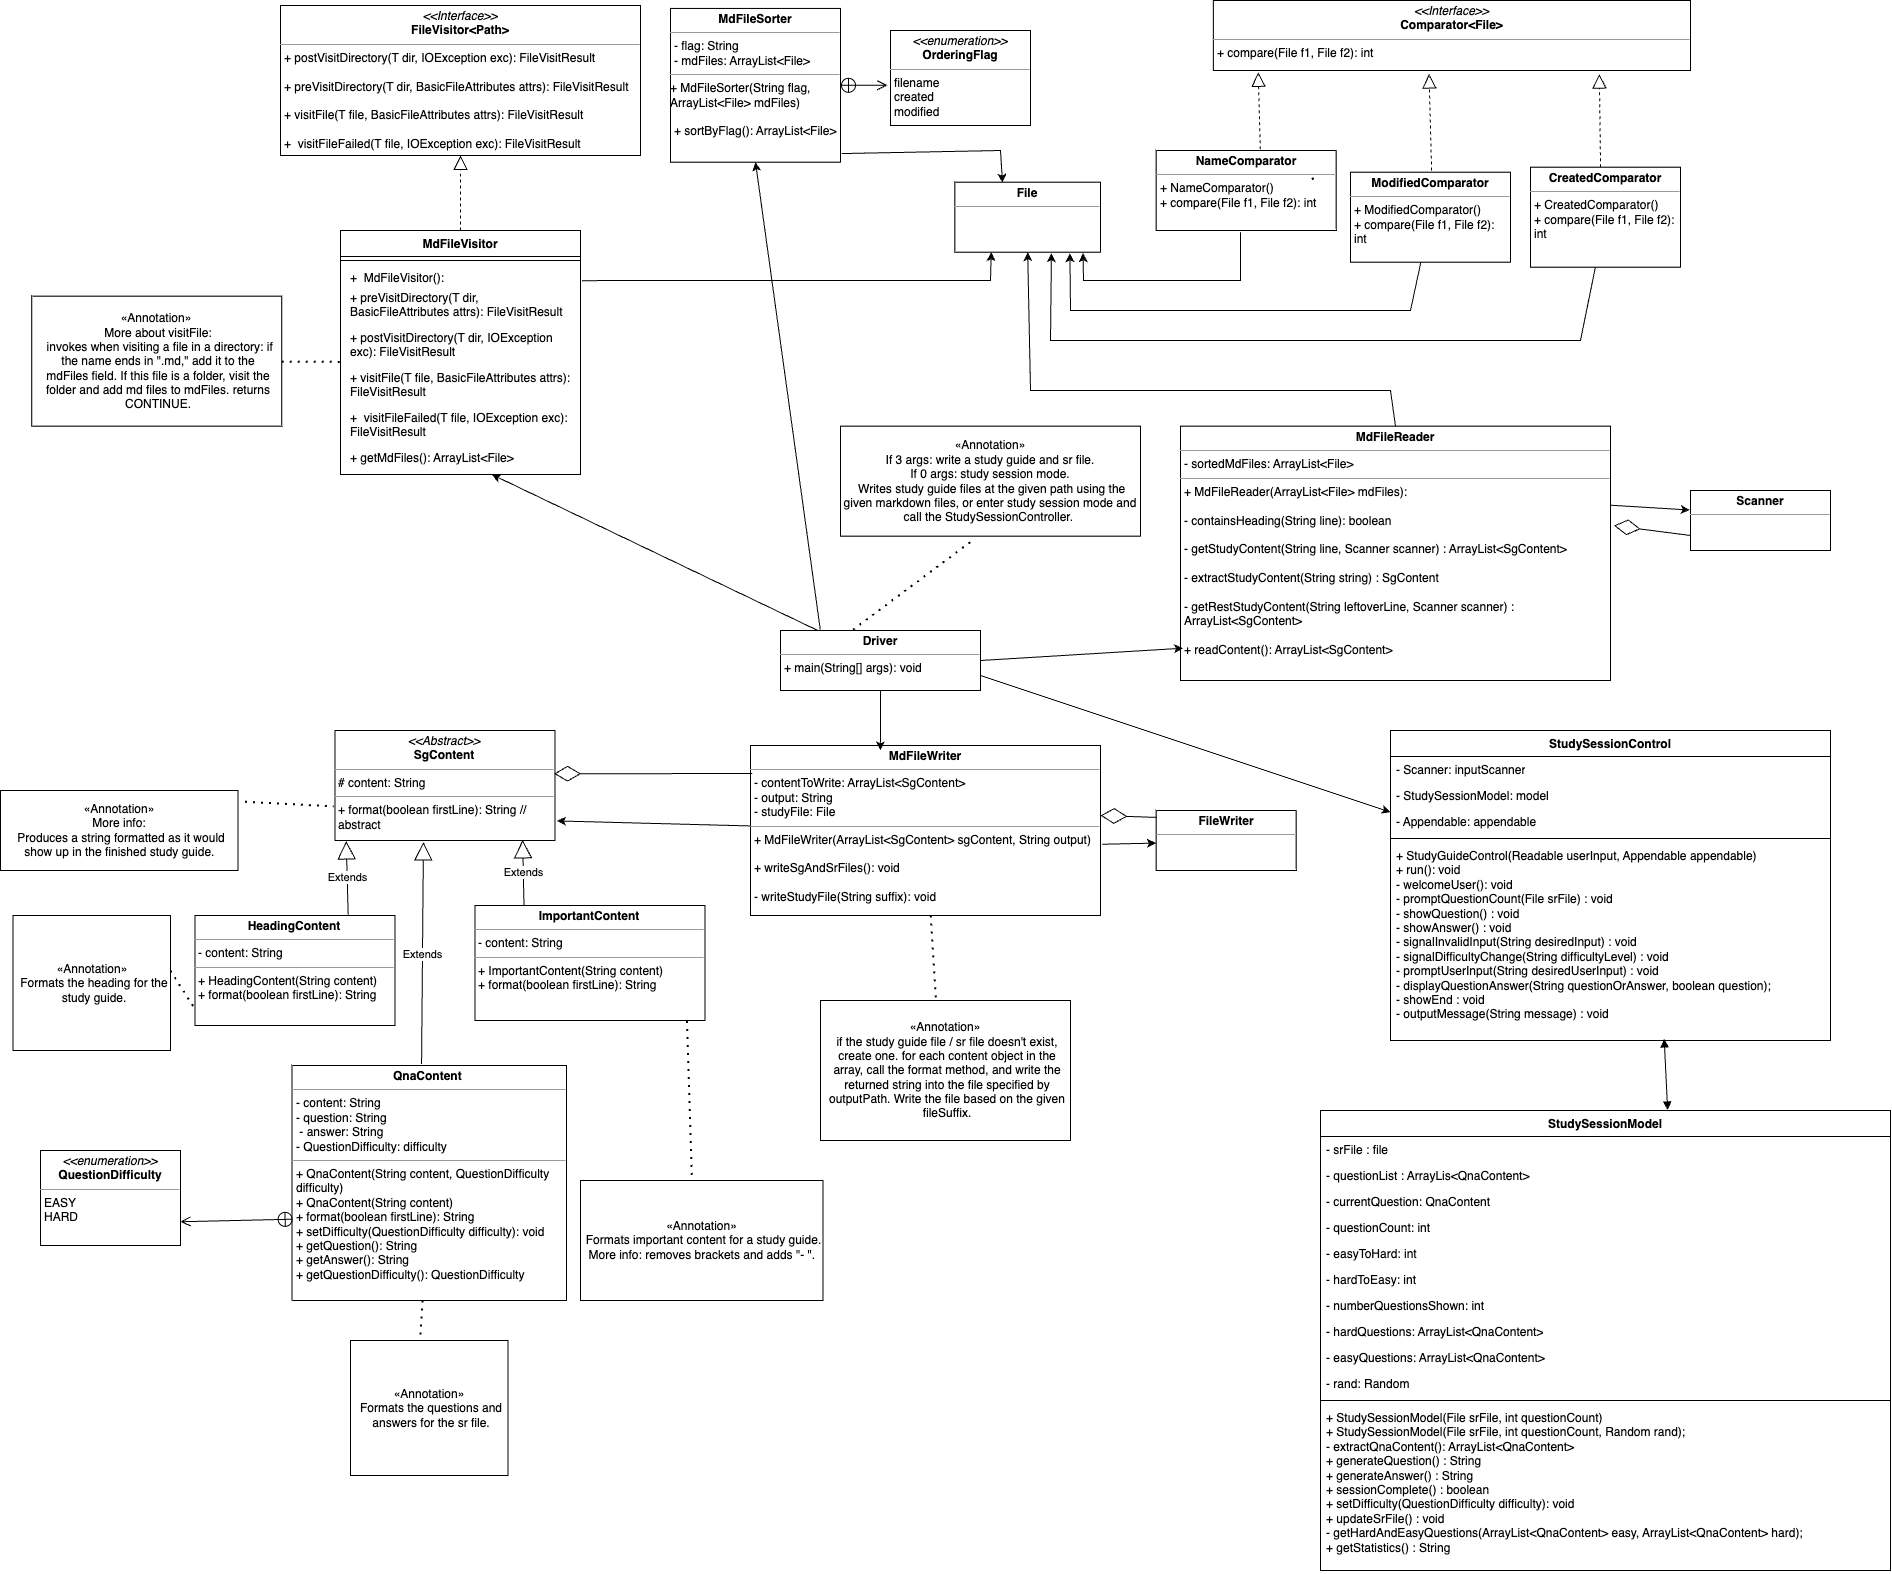 <<Interface>>
FileVisitor<Path>
+ postVisitDirectory(T dir, IOException exc): FileVisitResult
+ preVisitDirectory(T dir, BasicFileAttributes attrs): FileVisitResult
+ visitFile(T file, BasicFileAttributes attrs): FileVisitResult
+  visitFileFailed(T file, IOException exc): FileVisitResult
MdFileSorter
- flag: String
- mdFiles: ArrayList<File>
+ MdFileSorter(String flag,
ArrayList<File> mdFiles)
+ sortByFlag(): ArrayList<File>
<<enumeration>>
OrderingFlag
filename
created
modified
<<Interface>>
Comparator<File>
+ compare(File f1, File f2): int
NameComparator
+ NameComparator()
+ compare(File f1, File f2): int
ModifiedComparator
+ ModifiedComparator()
+ compare(File f1, File f2):
int
CreatedComparator
+ CreatedComparator()
+ compare(File f1, File f2):
int
File
MdFileVisitor
+  MdFileVisitor():
+ preVisitDirectory(T dir,
BasicFileAttributes attrs): FileVisitResult
+ postVisitDirectory(T dir, IOException
exc): FileVisitResult
+ visitFile(T file, BasicFileAttributes attrs):
FileVisitResult
+  visitFileFailed(T file, IOException exc):
FileVisitResult
+ getMdFiles(): ArrayList<File>
«Annotation»
More about visitFile:
invokes when visiting a file in a directory: if
the name ends in ".md," add it to the
mdFiles field. If this file is a folder, visit the
folder and add md files to mdFiles. returns
CONTINUE.
«Annotation»
If 3 args: write a study guide and sr file.
If 0 args: study session mode.
Writes study guide files at the given path using the
given markdown files, or enter study session mode and
call the StudySessionController.
MdFileReader
- sortedMdFiles: ArrayList<File>
+ MdFileReader(ArrayList<File> mdFiles):
- containsHeading(String line): boolean
- getStudyContent(String line, Scanner scanner) : ArrayList<SgContent>
- extractStudyContent(String string) : SgContent
- getRestStudyContent(String leftoverLine, Scanner scanner) :
ArrayList<SgContent>
+ readContent(): ArrayList<SgContent>
Scanner
Driver
+ main(String[] args): void
<<Abstract>>
SgContent
# content: String
+ format(boolean firstLine): String //
abstract
«Annotation»
More info:
Produces a string formatted as it would
show up in the finished study guide.
MdFileWriter
- contentToWrite: ArrayList<SgContent>
- output: String
- studyFile: File
+ MdFileWriter(ArrayList<SgContent> sgContent, String output)
+ writeSgAndSrFiles(): void
- writeStudyFile(String suffix): void
FileWriter
StudySessionControl
- Scanner: inputScanner
- StudySessionModel: model
- Appendable: appendable
+ StudyGuideControl(Readable userInput, Appendable appendable)
+ run(): void
- welcomeUser(): void
- promptQuestionCount(File srFile) : void
- showQuestion() : void
- showAnswer() : void
- signalInvalidInput(String desiredInput) : void
- signalDifficultyChange(String difficultyLevel) : void
- promptUserInput(String desiredUserInput) : void
- displayQuestionAnswer(String questionOrAnswer, boolean question);
- showEnd : void
- outputMessage(String message) : void
Extends
Extends
Extends
HeadingContent
- content: String
+ HeadingContent(String content)
+ format(boolean firstLine): String
«Annotation»
Formats the heading for the
study guide.
ImportantContent
- content: String
+ ImportantContent(String content)
+ format(boolean firstLine): String
«Annotation»
if the study guide file / sr file doesn't exist,
create one. for each content object in the
array, call the format method, and write the
returned string into the file specified by
outputPath. Write the file based on the given
fileSuffix.
QnaContent
- content: String
- question: String
- answer: String
- QuestionDifficulty: difficulty
+ QnaContent(String content, QuestionDifficulty
difficulty)
+ QnaContent(String content)
+ format(boolean firstLine): String
+ setDifficulty(QuestionDifficulty difficulty): void
+ getQuestion(): String
+ getAnswer(): String
+ getQuestionDifficulty(): QuestionDifficulty
<<enumeration>>
QuestionDifficulty
EASY
HARD
«Annotation»
Formats important content for a study guide.
More info: removes brackets and adds "- ".
«Annotation»
Formats the questions and
answers for the sr file.
StudySessionModel
- srFile : file
- questionList : ArrayLis<QnaContent>
- currentQuestion: QnaContent
- questionCount: int
- easyToHard: int
- hardToEasy: int
- numberQuestionsShown: int
- hardQuestions: ArrayList<QnaContent>
- easyQuestions: ArrayList<QnaContent>
- rand: Random
+ StudySessionModel(File srFile, int questionCount)
+ StudySessionModel(File srFile, int questionCount, Random rand);
- extractQnaContent(): ArrayList<QnaContent>
+ generateQuestion() : String
+ generateAnswer() : String
+ sessionComplete() : boolean
+ setDifficulty(QuestionDifficulty difficulty): void
+ updateSrFile() : void
- getHardAndEasyQuestions(ArrayList<QnaContent> easy, ArrayList<QnaContent> hard);
+ getStatistics() : String